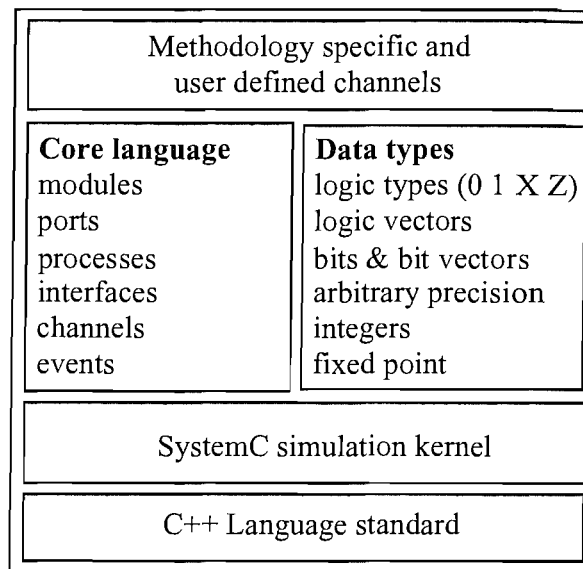 Methodology specific and
user defined channels
Core language
modules
ports
processes
interfaces
channels
events
Data types
logic types (0 1 X Z)
logic vectors
bits & bit vectors
arbitrary precision
integers
fixed point
SystemC simulation kernel
C++ Language standard